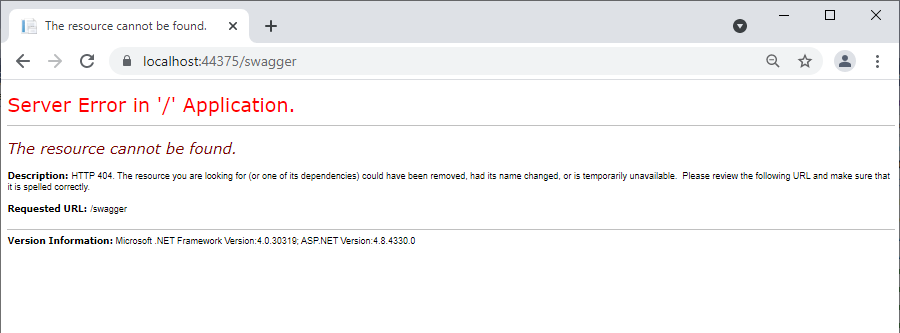 The resource cannot be found.
localhost:44375/swagger
Server Error in '/' Application.
The resource cannot be found.
Description: HTTP 404. The resource you are looking for (or one of its dependencies) could have been removed, had its name changed, or is temporarily unavailable.  Please review the following URL and make sure that
it is spelled correctly.
Requested URL: /swagger
Version Information: Microsoft .NET Framework Version:4.0.30319; ASP.NET Version:4.8.4330.0